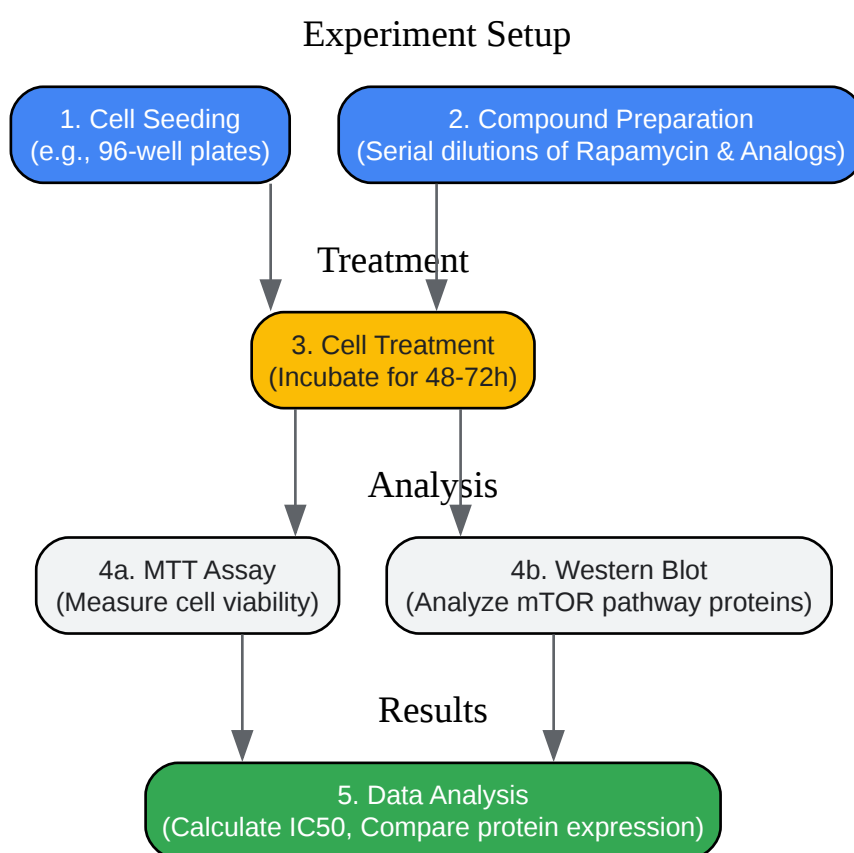 Experiment Setup
1. Cell Seeding
(e.g., 96-well plates)
2. Compound Preparation
(Serial dilutions of Rapamycin & Analogs)
Treatment
3. Cell Treatment
(Incubate for 48-72h)
Analysis
4a. MTT Assay
(Measure cell viability)
4b. Western Blot
(Analyze mTOR pathway proteins)
Results
5. Data Analysis
(Calculate IC50, Compare protein expression)